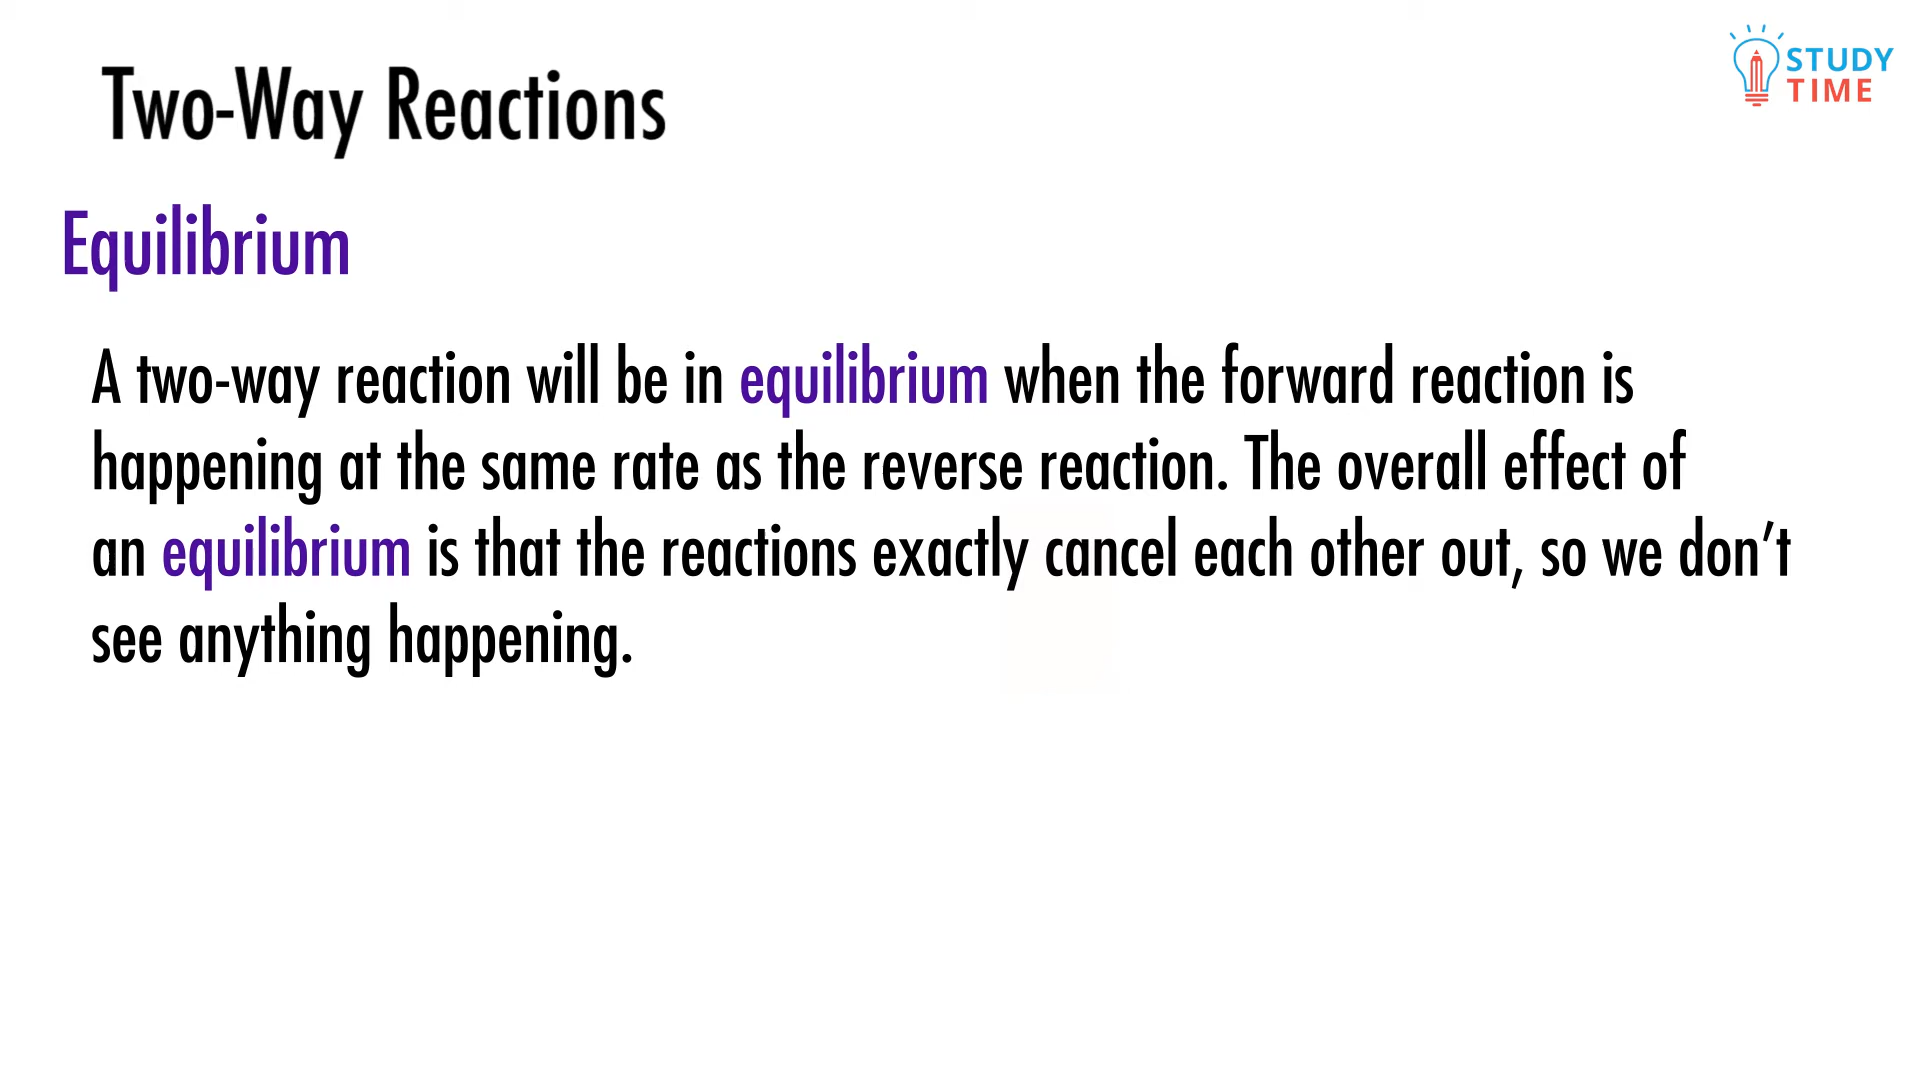 STUDY
TIME
Two-Way Reactions
Equilibrium
A two-way reaction will be in equilibrium when the forward reaction is
happening at the same rate as the reverse reaction. The overall effect of
an equilibrium is that the reactions exactly cancel each other out, so we don’t
see anything happening.